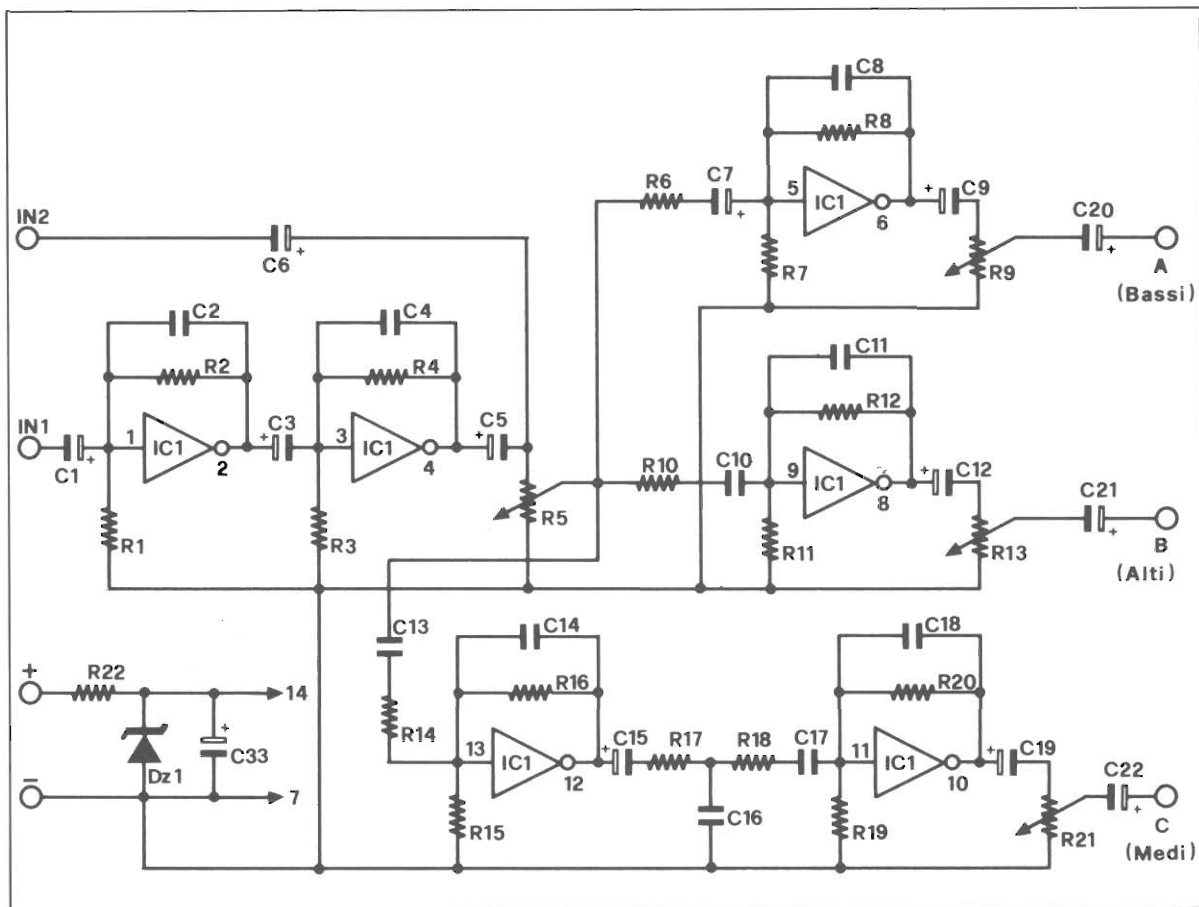 C8
R8
5
IC1
6
R6
C7
+
R7
+
C9
R9
C20
+
A
(Bassi)
IN2
C6
+
C2
R2
IN1
C1
+
1
IC1
2
R1
C4
R4
+
C3
3
IC1
4
R3
+
C5
R5
C11
R12
R10
C10
9
IC1
8
R11
+
C12
R13
C21
+
B
(Alti)
+
R22
14
Dz1
+
C33
–
7
C13
R14
C14
R16
13
IC1
12
R15
+
C15
R17
R18
C17
C16
C18
R20
11
IC1
10
R19
+
C19
R21
C22
+
C
(Medi)